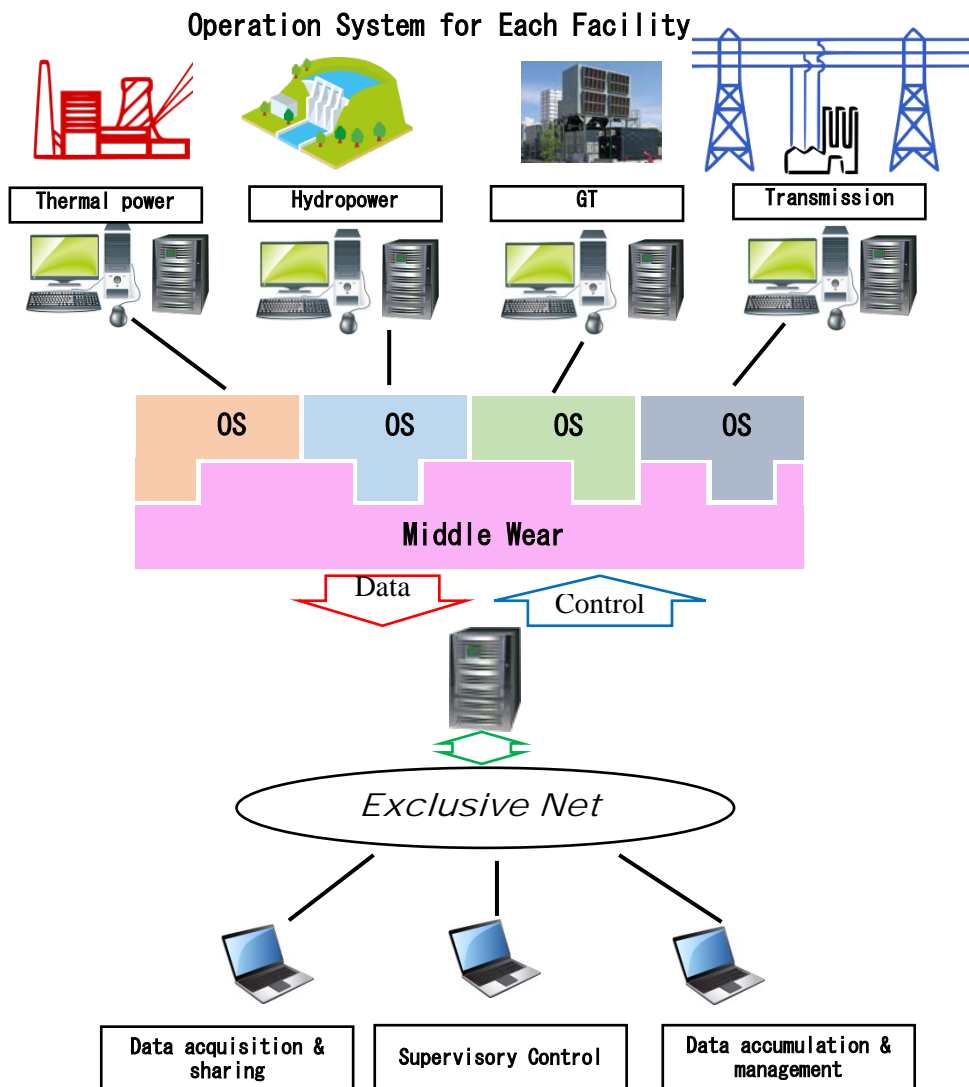 Operation System for Each Facility
Thermal power
Hydropower
GT
Transmission
OS
OS
OS
OS
Middle Wear
Data
Control
Exclusive Net
Data acquisition &
sharing
Supervisory Control
Data accumulation &
management